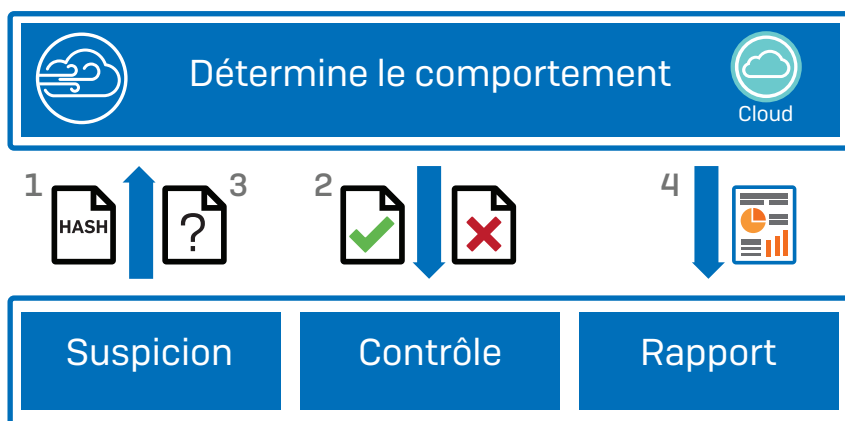 Détermine le comportement
Cloud
1
HASH
?
3
2
4
Suspicion
Contrôle
Rapport